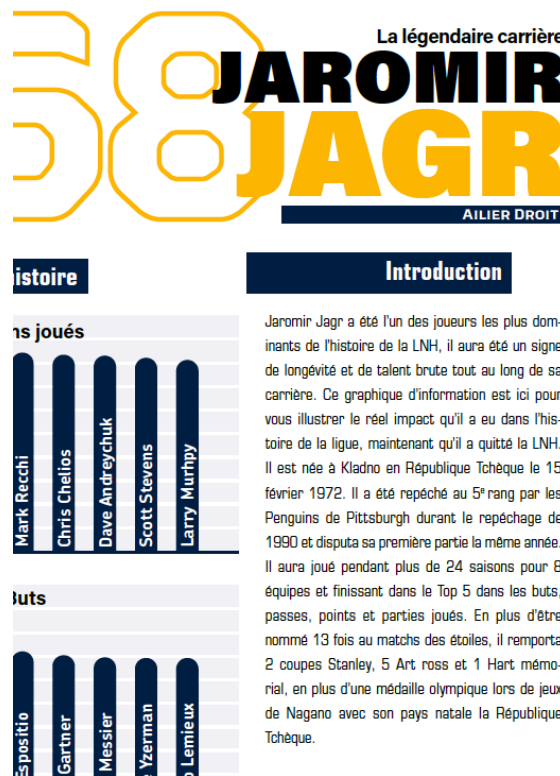 68
La légendaire carrière
JAROMIR
JAGR
AILIER DROIT
istoire
ns joués
Mark Recchi
Chris Chelios
Dave Andreychuk
Scott Stevens
Larry Murhpy
Buts
Espositio
Gartner
Messier
Yzerman
Lemieux
Introduction
Jaromir Jagr a été l'un des joueurs les plus dom-
inants de l'histoire de la LNH, il aura été un signe
de longévité et de talent brute tout au long de sa
carrière. Ce graphique d'information est ici pour
vous illustrer le réel impact qu'il a eu dans l'his-
toire de la ligue, maintenant qu'il a quitté la LNH.
Il est née à Kladno en République Tchèque le 15
février 1972. Il a été repéché au 5e rang par les
Penguins de Pittsburgh durant le repéchage de
1990 et disputa sa première partie la même année.
Il aura joué pendant plus de 24 saisons pour 8
équipes et finissant dans le Top 5 dans les buts,
passes, points et parties joués. En plus d'être
nommé 13 fois au matchs des étoiles, il remporta
2 coupes Stanley, 5 Art ross et 1 Hart mémo-
rial, en plus d'une médaille olympique lors de jeux
de Nagano avec son pays natale la République
Tchèque.